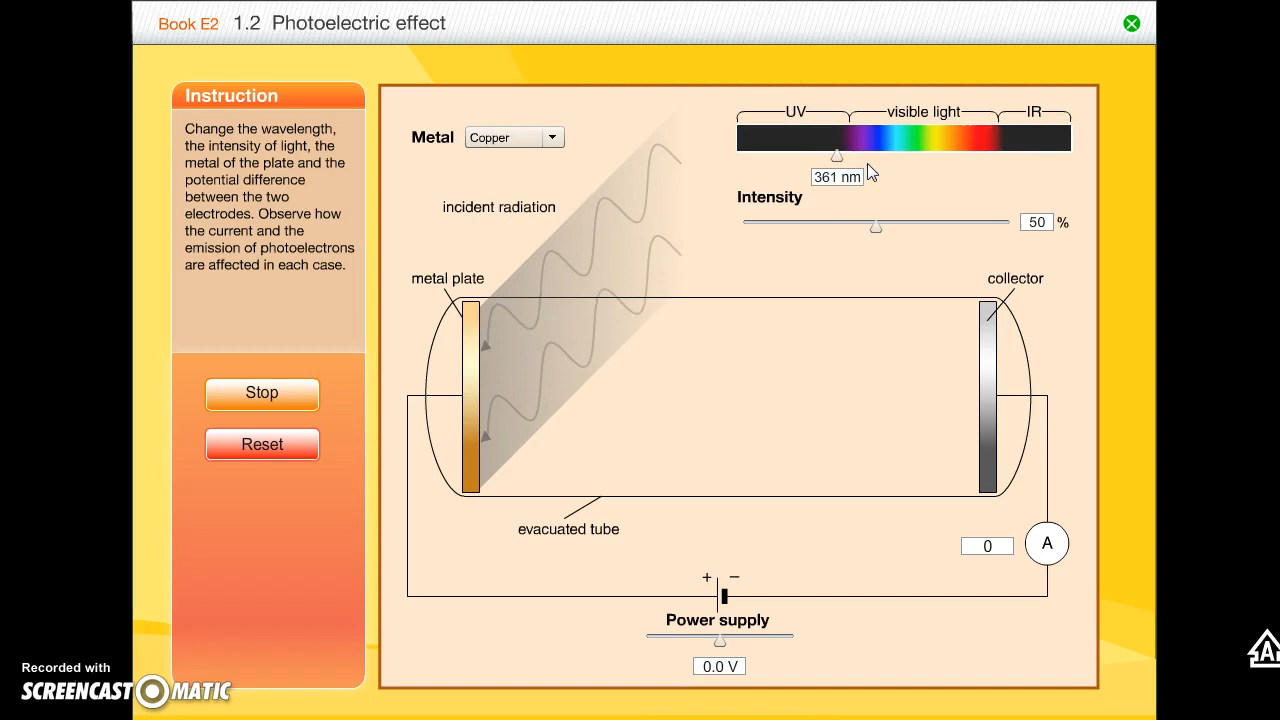 Book E2 1.2 Photoelectric effect
Instruction
Change the wavelength,
the intensity of light, the
metal of the plate and the
potential difference
between the two
electrodes. Observe how
the current and the
emission of photoelectrons
are affected in each case.
Stop
Reset
Metal Copper
UV visible light IR
361 nm
Intensity
50 %
incident radiation
metal plate
collector
evacuated tube
0 A
+ −
Power supply
0.0 V
Recorded with
SCREENCAST O MATIC
A